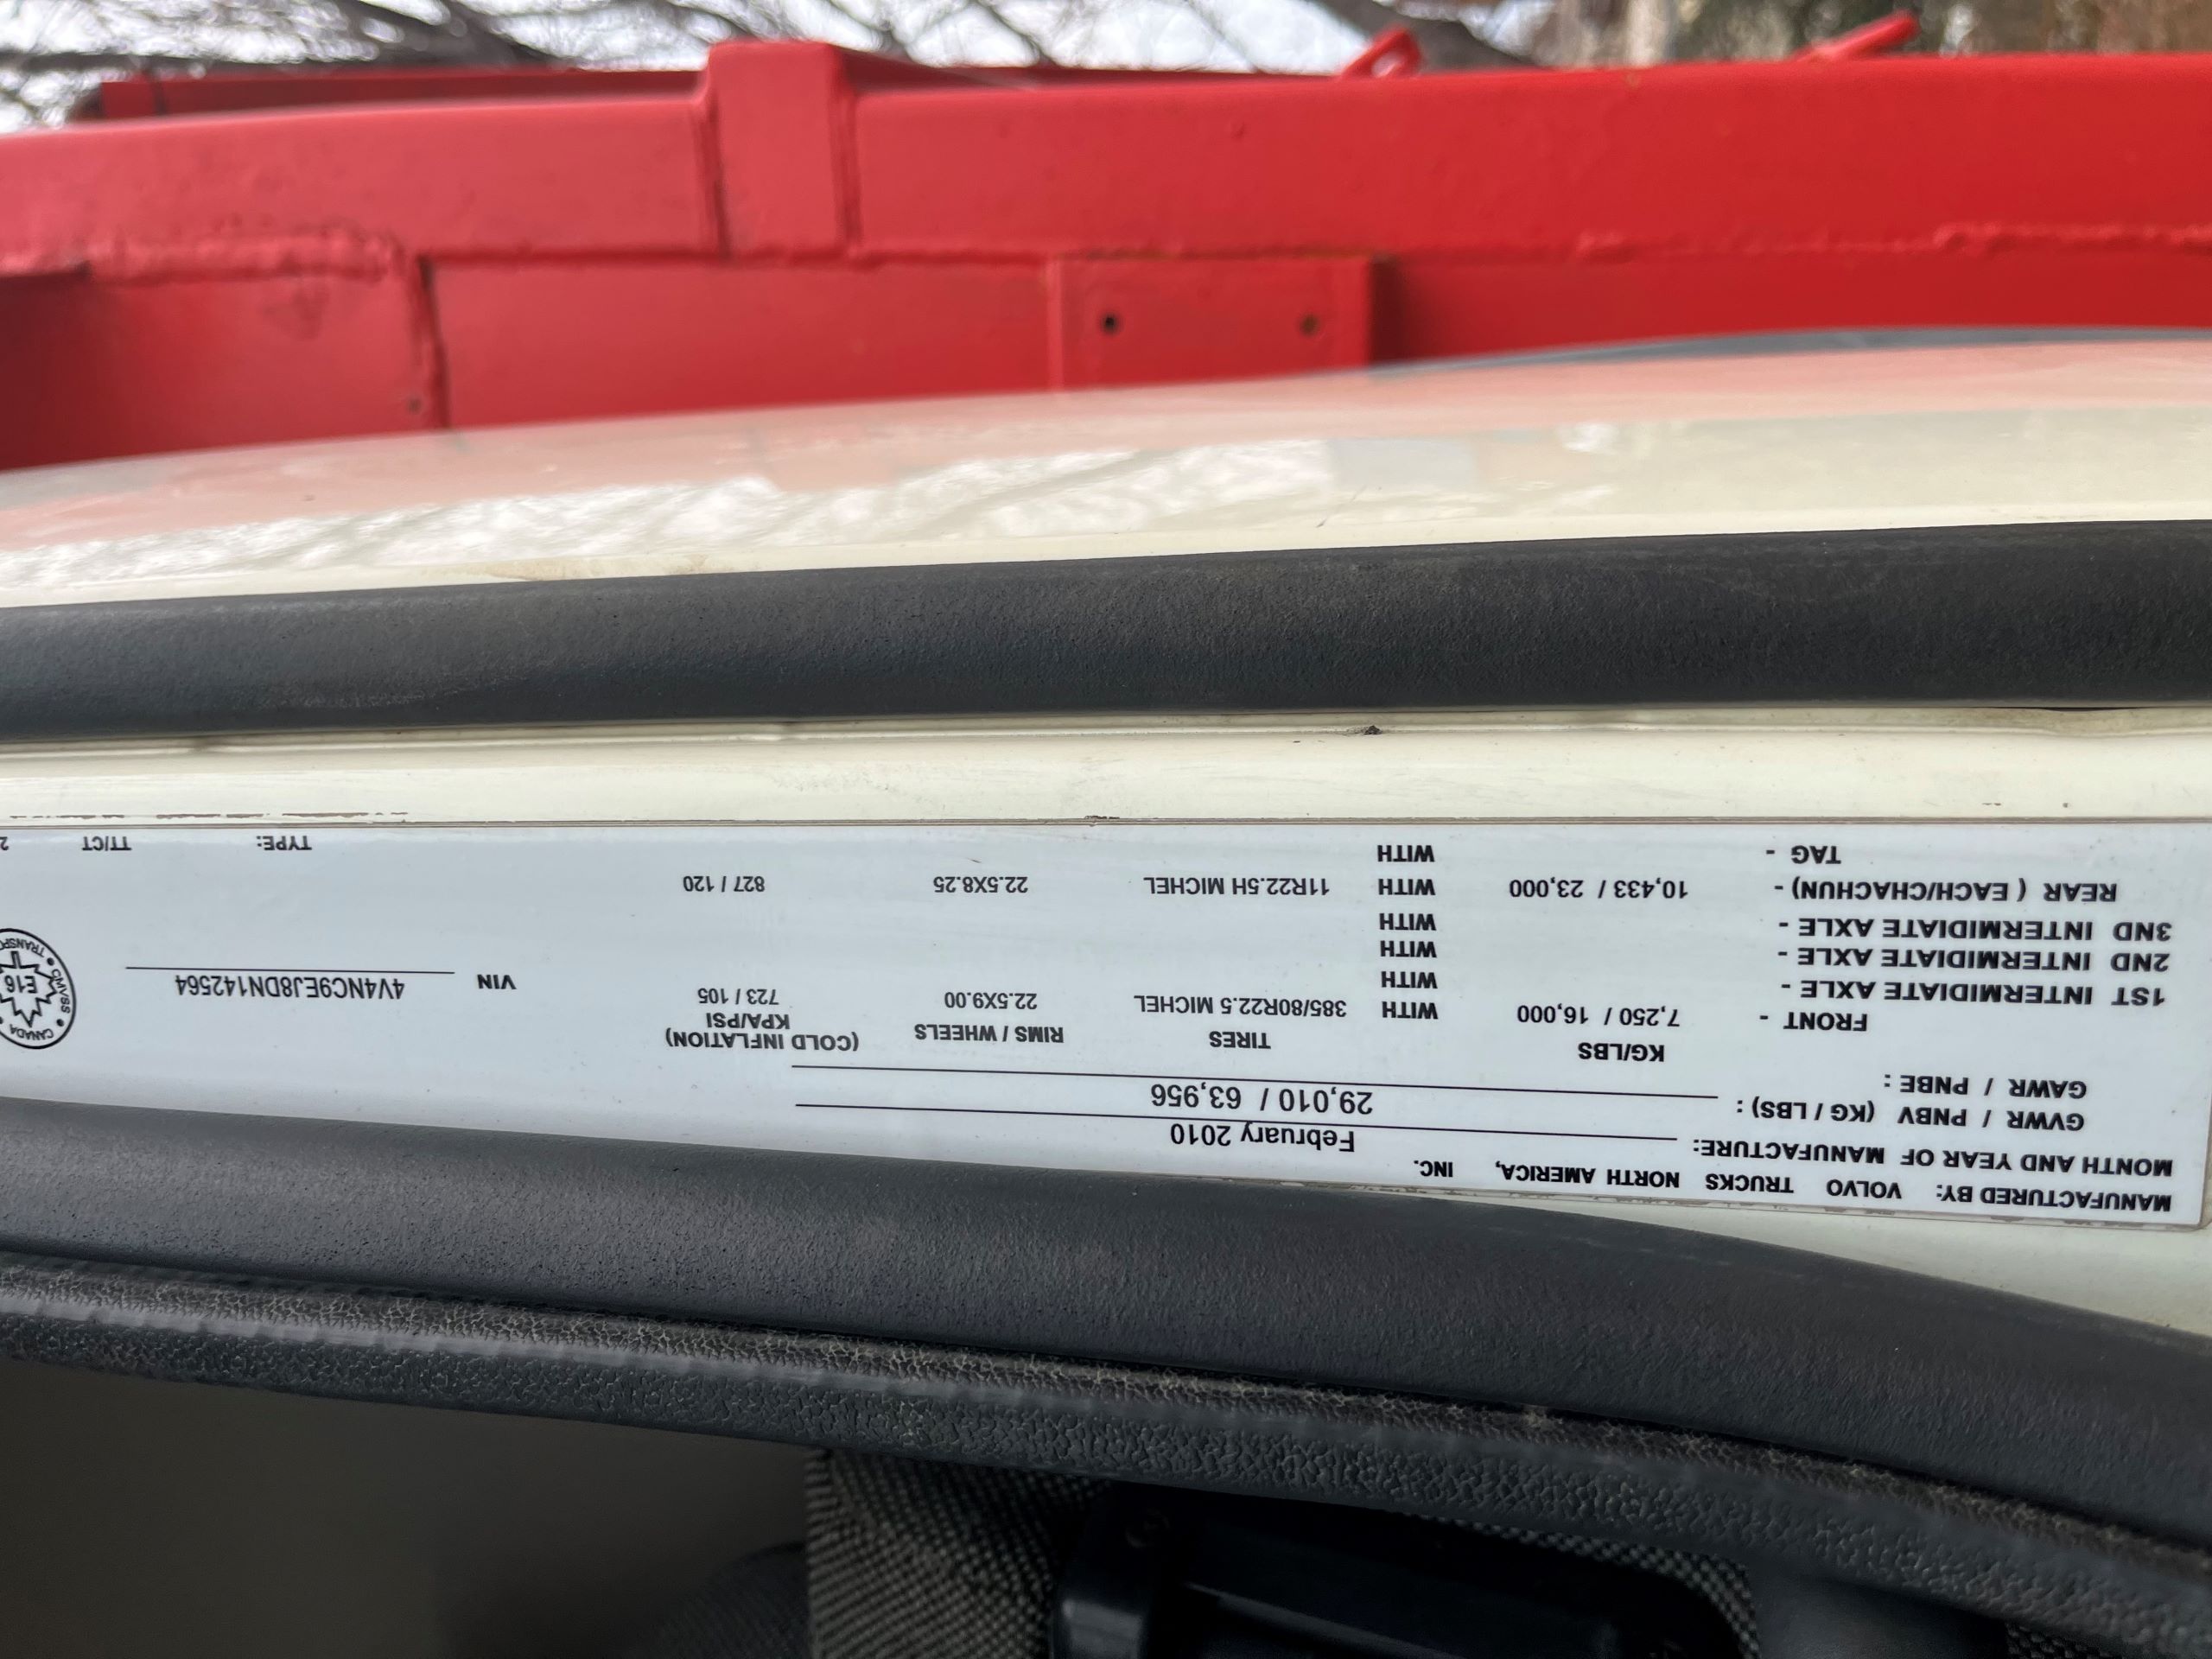 MANUFACTURED BY: VOLVO TRUCKS NORTH AMERICA, INC.
MONTH AND YEAR OF MANUFACTURE: February 2010
GVWR / PNBV (KG / LBS) : 29,010 / 63,956
GAWR / PNBE :
KG/LBS TIRES RIMS / WHEELS (COLD INFLATION) KPA/PSI
FRONT - 7,250 / 16,000 WITH 385/80R22.5 MICHEL 22.5X9.00 723 / 105
1ST INTERMIDIATE AXLE - WITH
2ND INTERMIDIATE AXLE - WITH
3ND INTERMIDIATE AXLE - WITH
REAR ( EACH/CHACHUN) - 10,433 / 23,000 WITH 11R22.5H MICHEL 22.5X8.25 827 / 120
TAG - WITH
VIN 4V4NC9EJ8DN142564
TYPE: TT/CT
CANADA • CMVSS • TRANSPO
E16